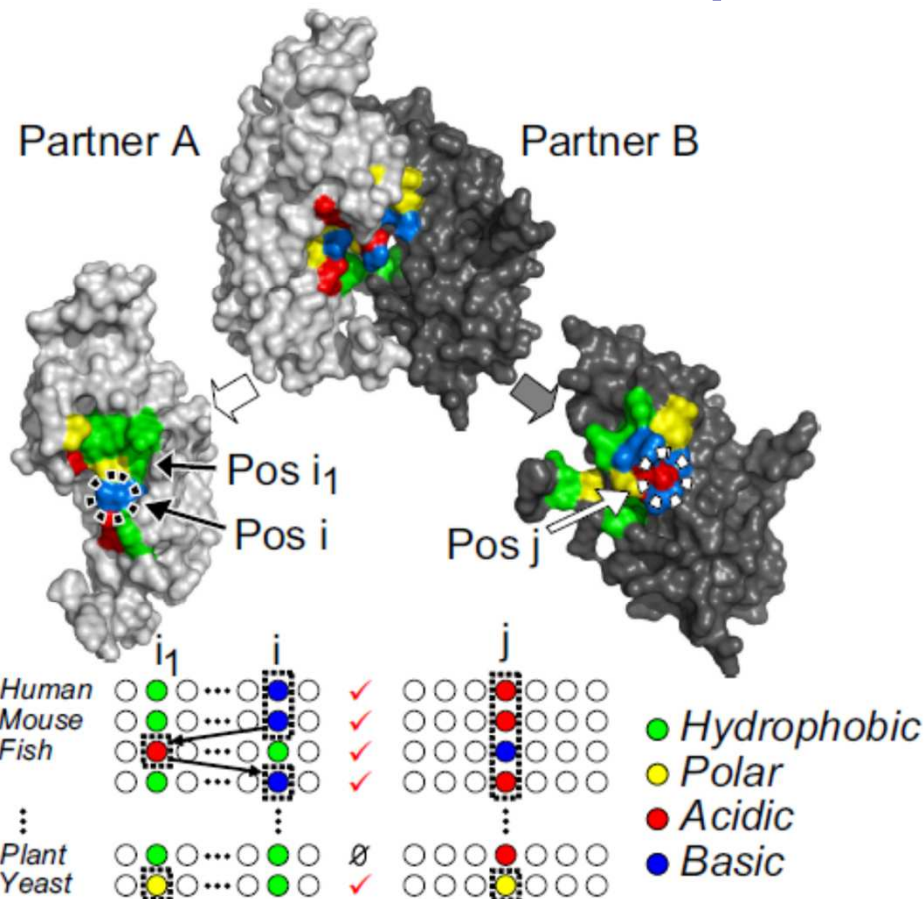 Partner A
Partner B
Pos i1
Pos i
Pos j
i1 i j
Human
Mouse
Fish
Plant
Yeast
Hydrophobic
Polar
Acidic
Basic